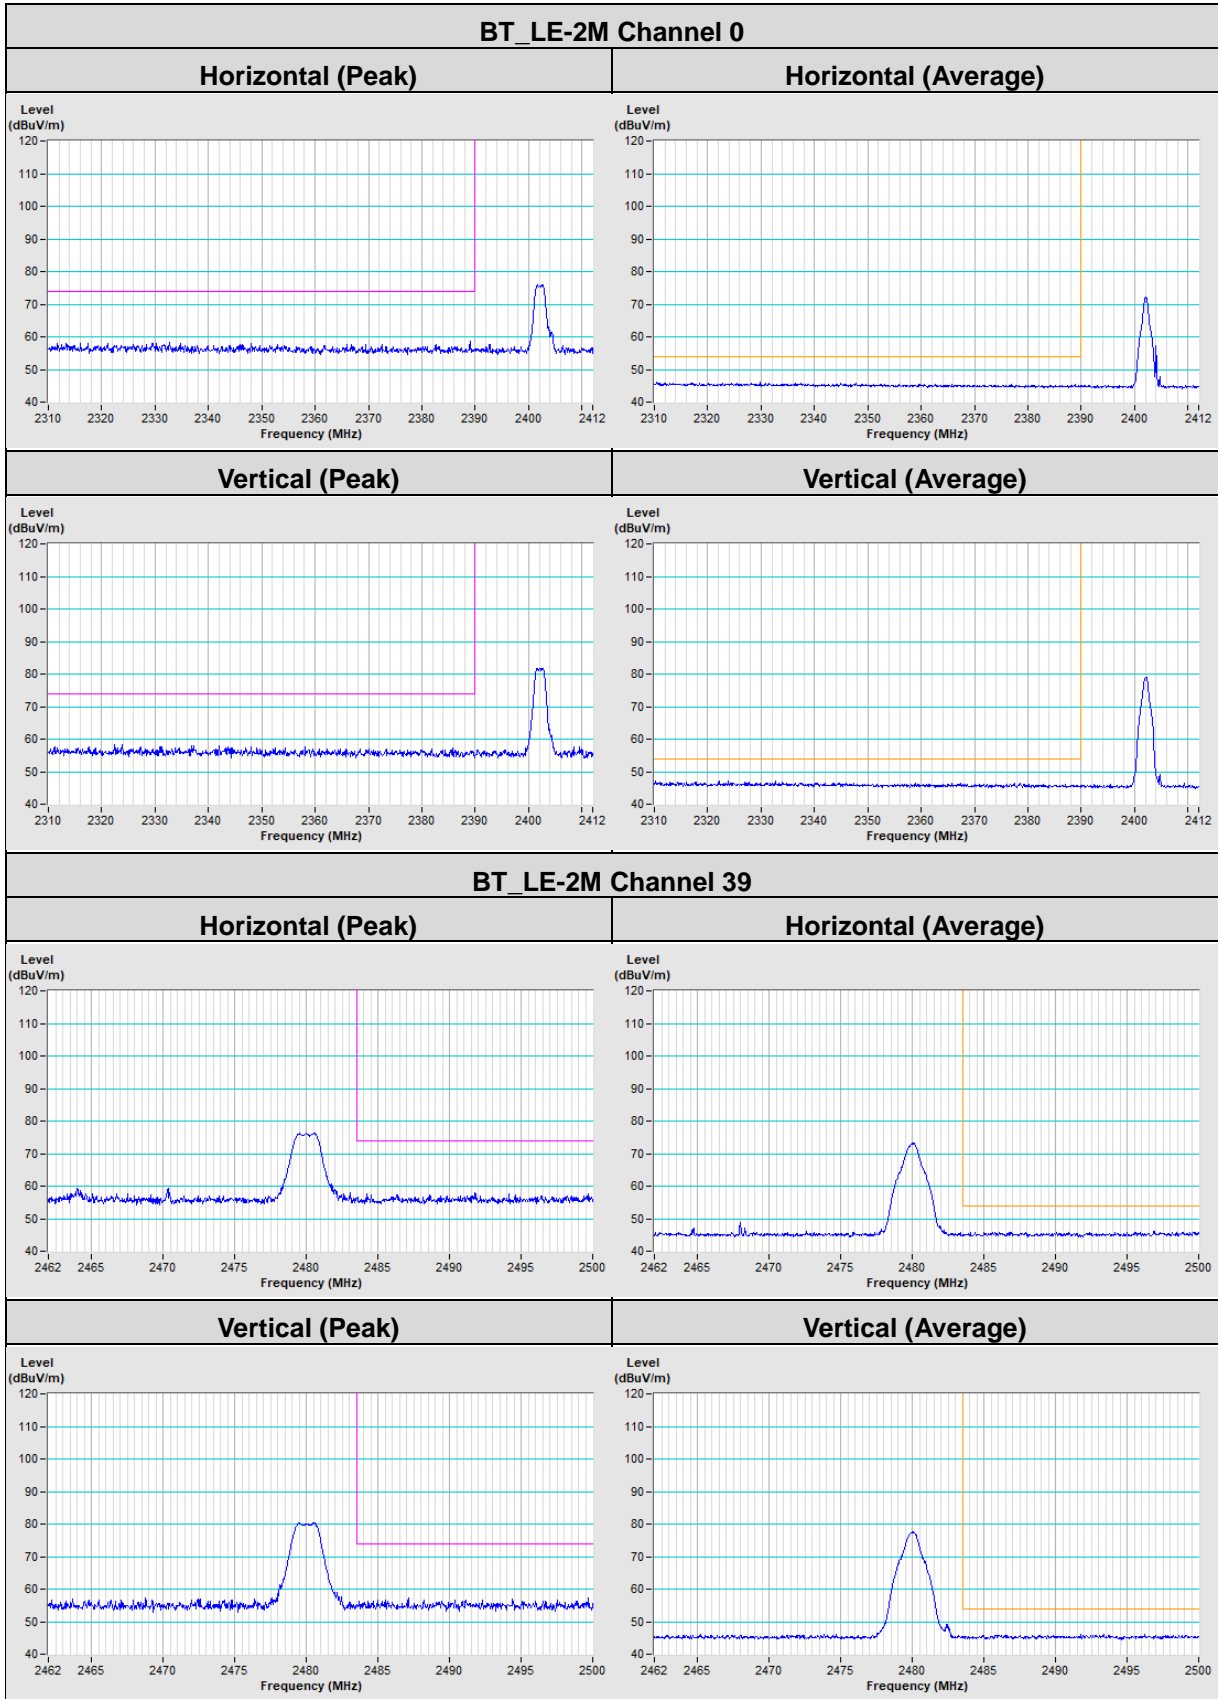 BT_LE-2M Channel 0
Horizontal (Peak)
Horizontal (Average)
Level
(dBuV/m)
120
110
100
90
80
70
60
50
40
2310 2320 2330 2340 2350 2360 2370 2380 2390 2400 2412
Frequency (MHz)
Level
(dBuV/m)
120
110
100
90
80
70
60
50
40
2310 2320 2330 2340 2350 2360 2370 2380 2390 2400 2412
Frequency (MHz)
Vertical (Peak)
Vertical (Average)
Level
(dBuV/m)
120
110
100
90
80
70
60
50
40
2310 2320 2330 2340 2350 2360 2370 2380 2390 2400 2412
Frequency (MHz)
Level
(dBuV/m)
120
110
100
90
80
70
60
50
40
2310 2320 2330 2340 2350 2360 2370 2380 2390 2400 2412
Frequency (MHz)
BT_LE-2M Channel 39
Horizontal (Peak)
Horizontal (Average)
Level
(dBuV/m)
120
110
100
90
80
70
60
50
40
2462 2465 2470 2475 2480 2485 2490 2495 2500
Frequency (MHz)
Level
(dBuV/m)
120
110
100
90
80
70
60
50
40
2462 2465 2470 2475 2480 2485 2490 2495 2500
Frequency (MHz)
Vertical (Peak)
Vertical (Average)
Level
(dBuV/m)
120
110
100
90
80
70
60
50
40
2462 2465 2470 2475 2480 2485 2490 2495 2500
Frequency (MHz)
Level
(dBuV/m)
120
110
100
90
80
70
60
50
40
2462 2465 2470 2475 2480 2485 2490 2495 2500
Frequency (MHz)